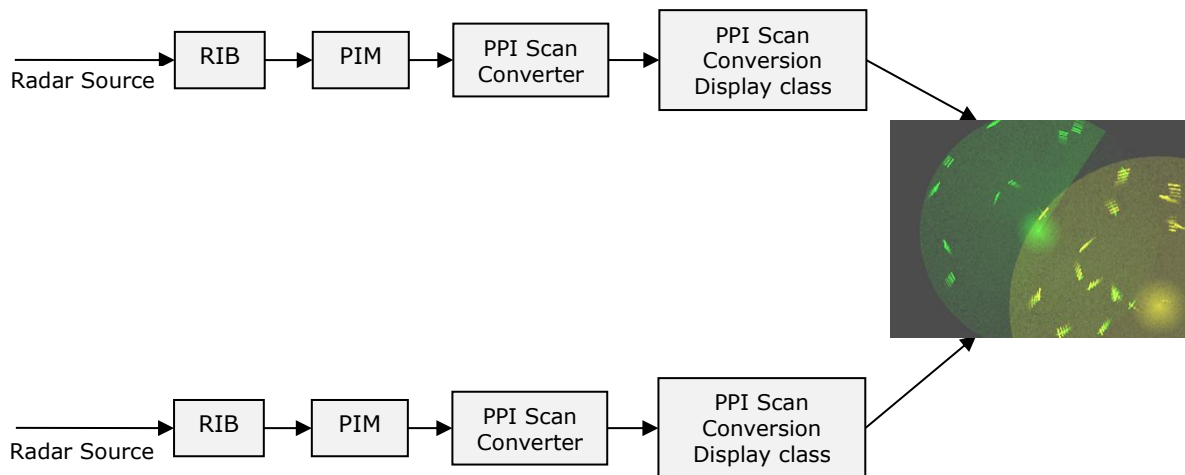 RIB
PIM
PPI Scan
Converter
PPI Scan
Conversion
Display class
Radar Source
RIB
PIM
PPI Scan
Converter
PPI Scan
Conversion
Display class
Radar Source